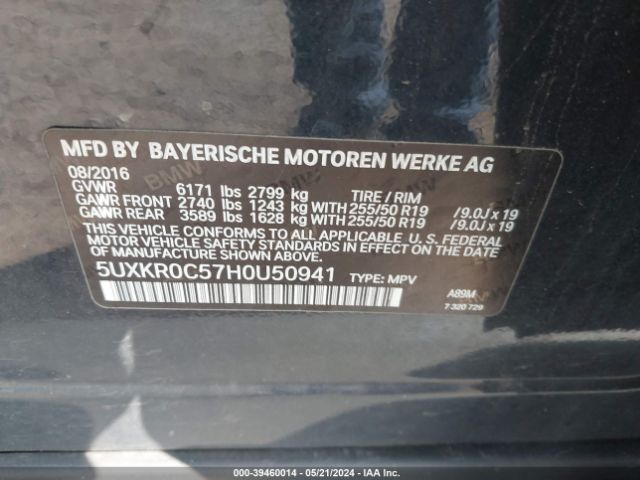 MFD BY BAYERISCHE MOTOREN WERKE AG
08/2016
GVWR 6171 lbs 2799 kg TIRE / RIM
GAWR FRONT 2740 lbs 1243 kg WITH 255/50 R19 /9.0J x 19
GAWR REAR 3589 lbs 1628 kg WITH 255/50 R19 /9.0J x 19
THIS VEHICLE CONFORMS TO ALL APPLICABLE FEDERAL
MOTOR VEHICLE SAFETY STANDARDS IN EFFECT ON THE DATE OF
5UXKR0C57H0U50941 TYPE: MPV
A89M
7 320 729
000-39460014 - 05/21/2024 - IAA Inc.